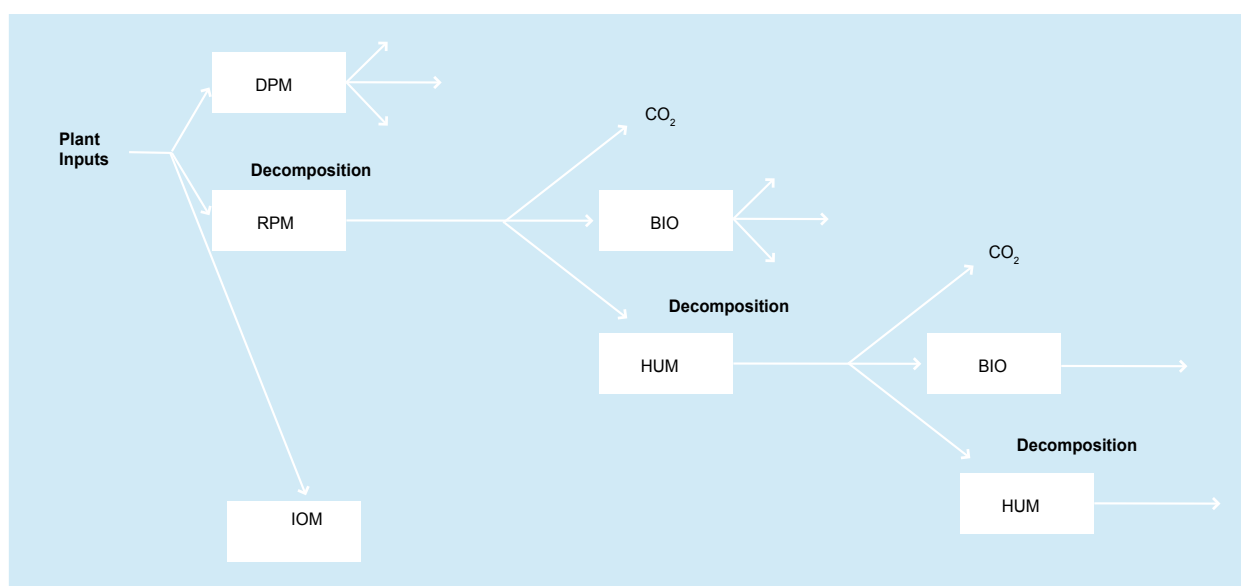 DPM
CO₂
Plant
Inputs
Decomposition
RPM
BIO
CO₂
Decomposition
HUM
BIO
Decomposition
HUM
IOM